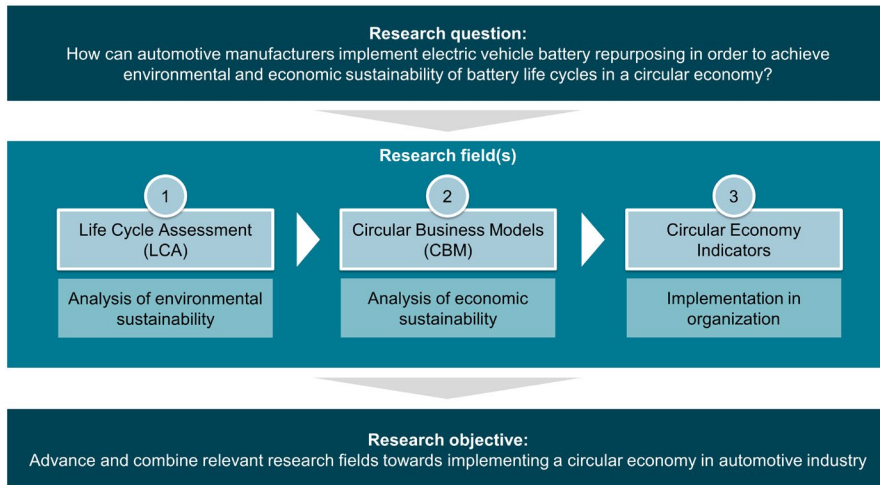 Research question:
How can automotive manufacturers implement electric vehicle battery repurposing in order to achieve
environmental and economic sustainability of battery life cycles in a circular economy?
Research field(s)
1
Life Cycle Assessment
(LCA)
Analysis of environmental
sustainability
2
Circular Business Models
(CBM)
Analysis of economic
sustainability
3
Circular Economy
Indicators
Implementation in
organization
Research objective:
Advance and combine relevant research fields towards implementing a circular economy in automotive industry